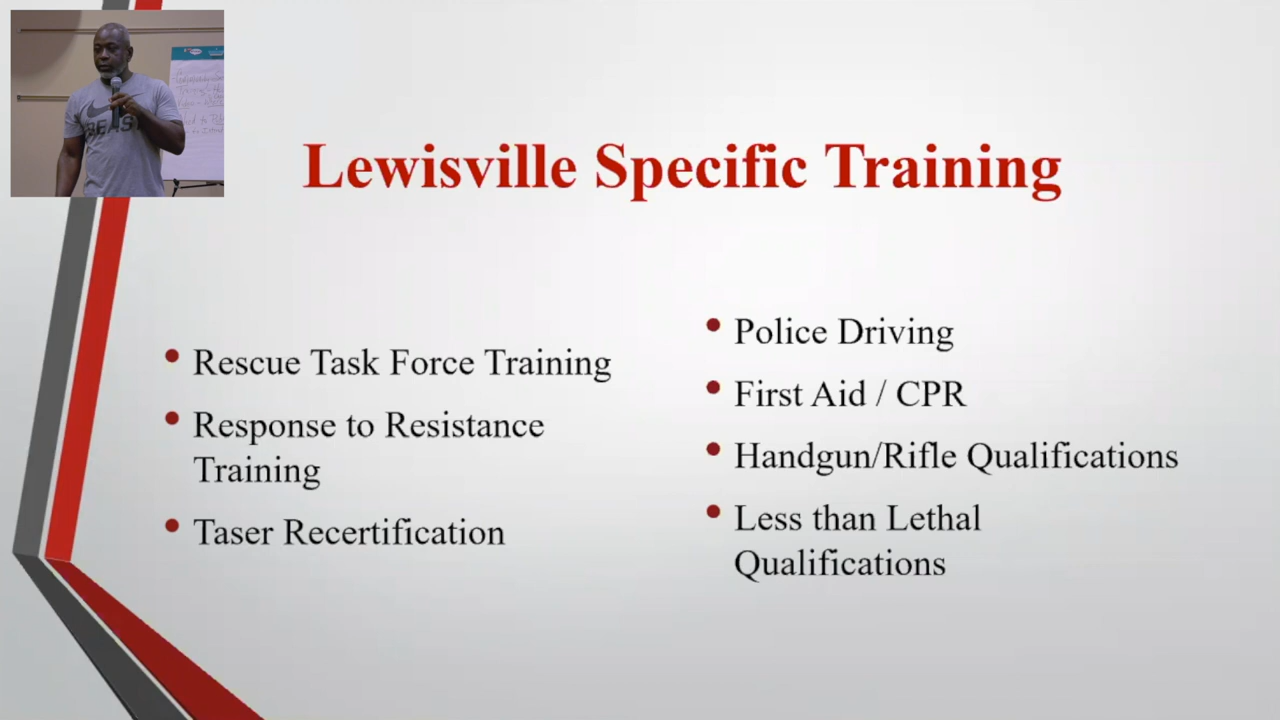 BEAST
Lewisville Specific Training
• Rescue Task Force Training
• Response to Resistance
Training
• Taser Recertification
• Police Driving
• First Aid / CPR
• Handgun/Rifle Qualifications
• Less than Lethal
Qualifications